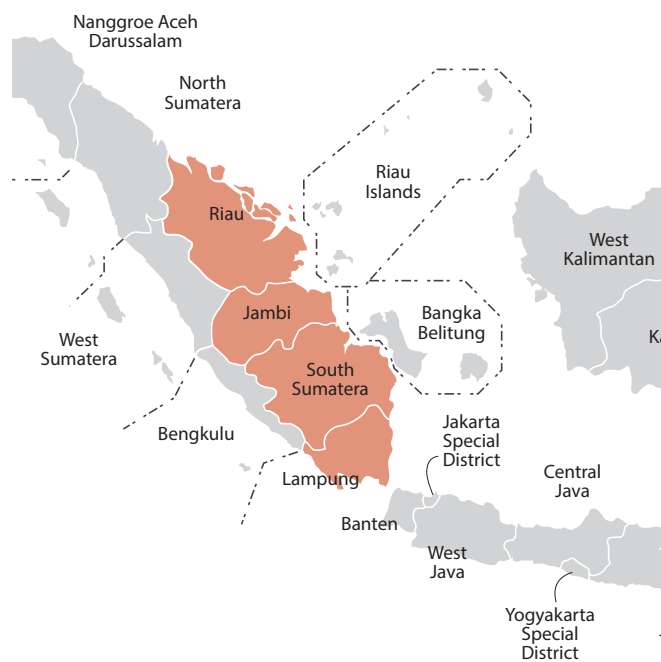 Nanggroe Aceh
Darussalam
North
Sumatera
Riau
Islands
Riau
West
Kalimantan
Jambi
Bangka
Belitung
West
Sumatera
Ka
South
Sumatera
Bengkulu
Jakarta
Special
District
Lampung
Central
Java
Banten
West
Java
Yogyakarta
Special
District